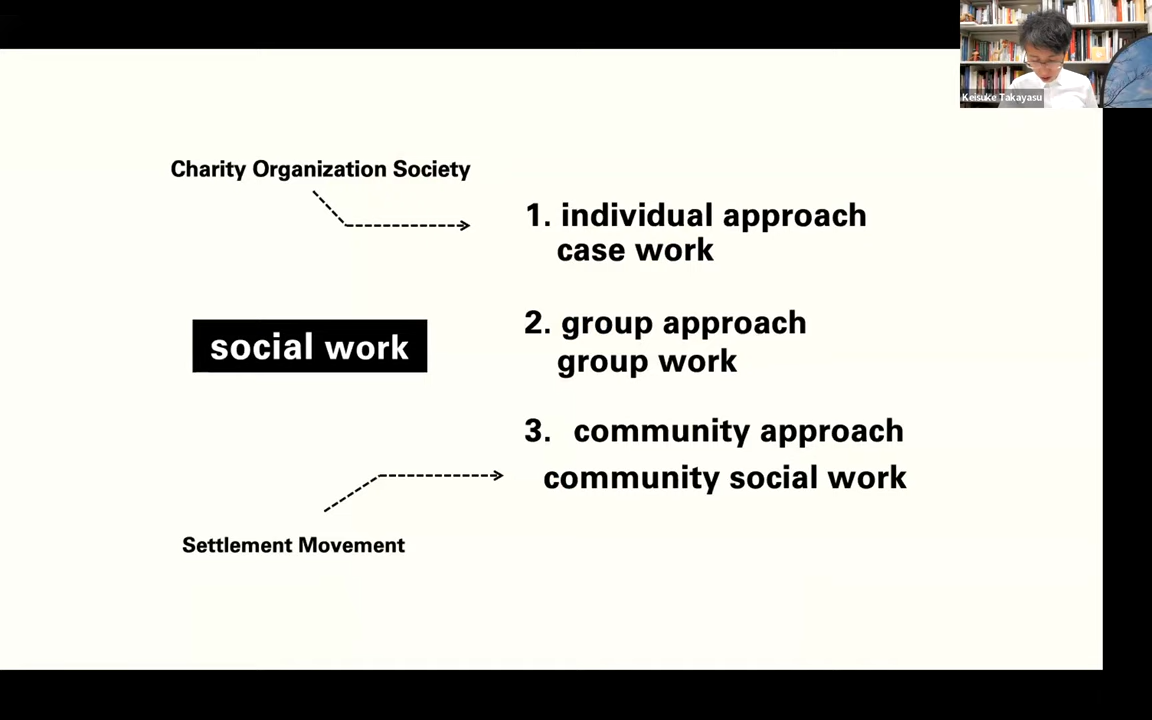 Keisuke Takayasu
Charity Organization Society
1. individual approach
case work
social work
2. group approach
group work
3. community approach
community social work
Settlement Movement